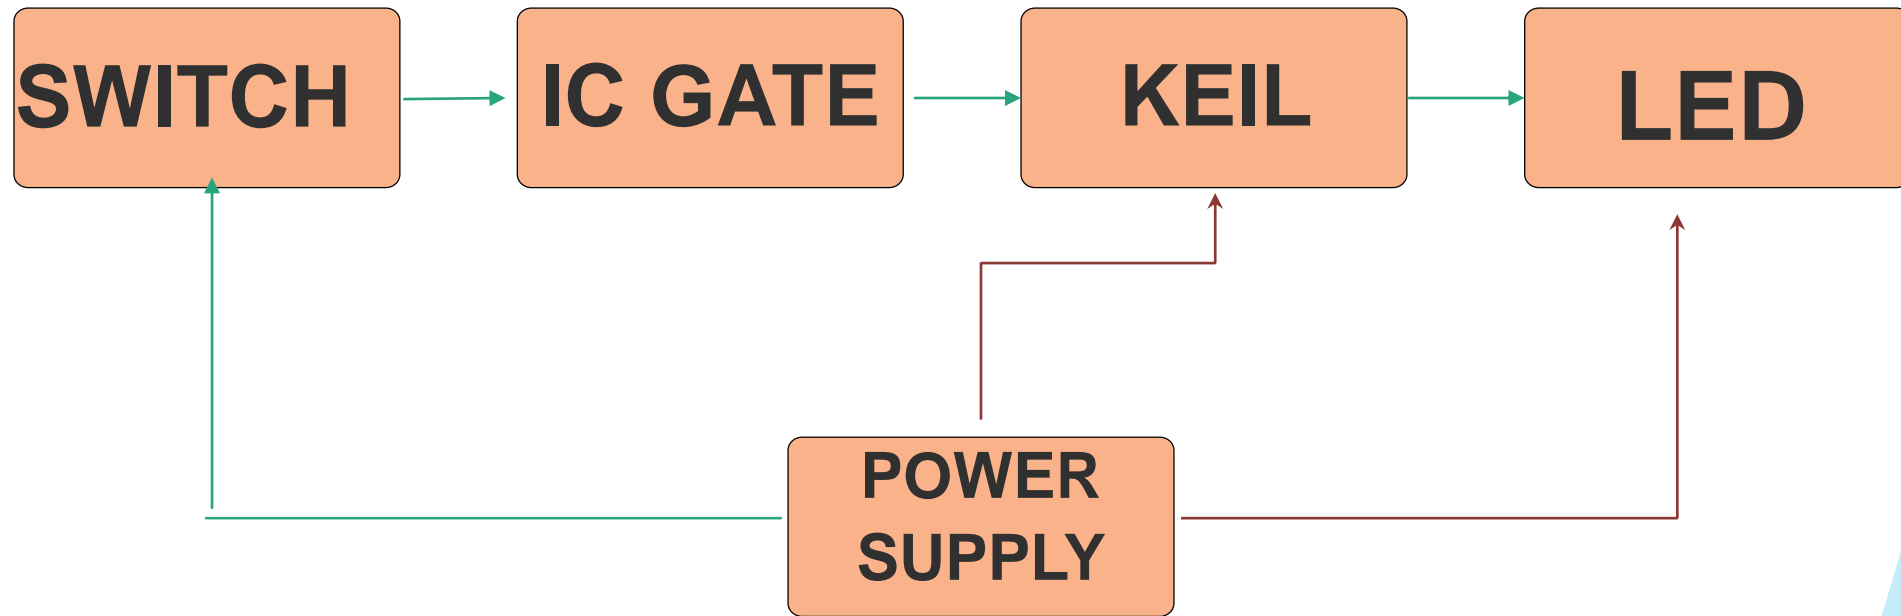 SWITCH
IC GATE
KEIL
LED
POWER
SUPPLY